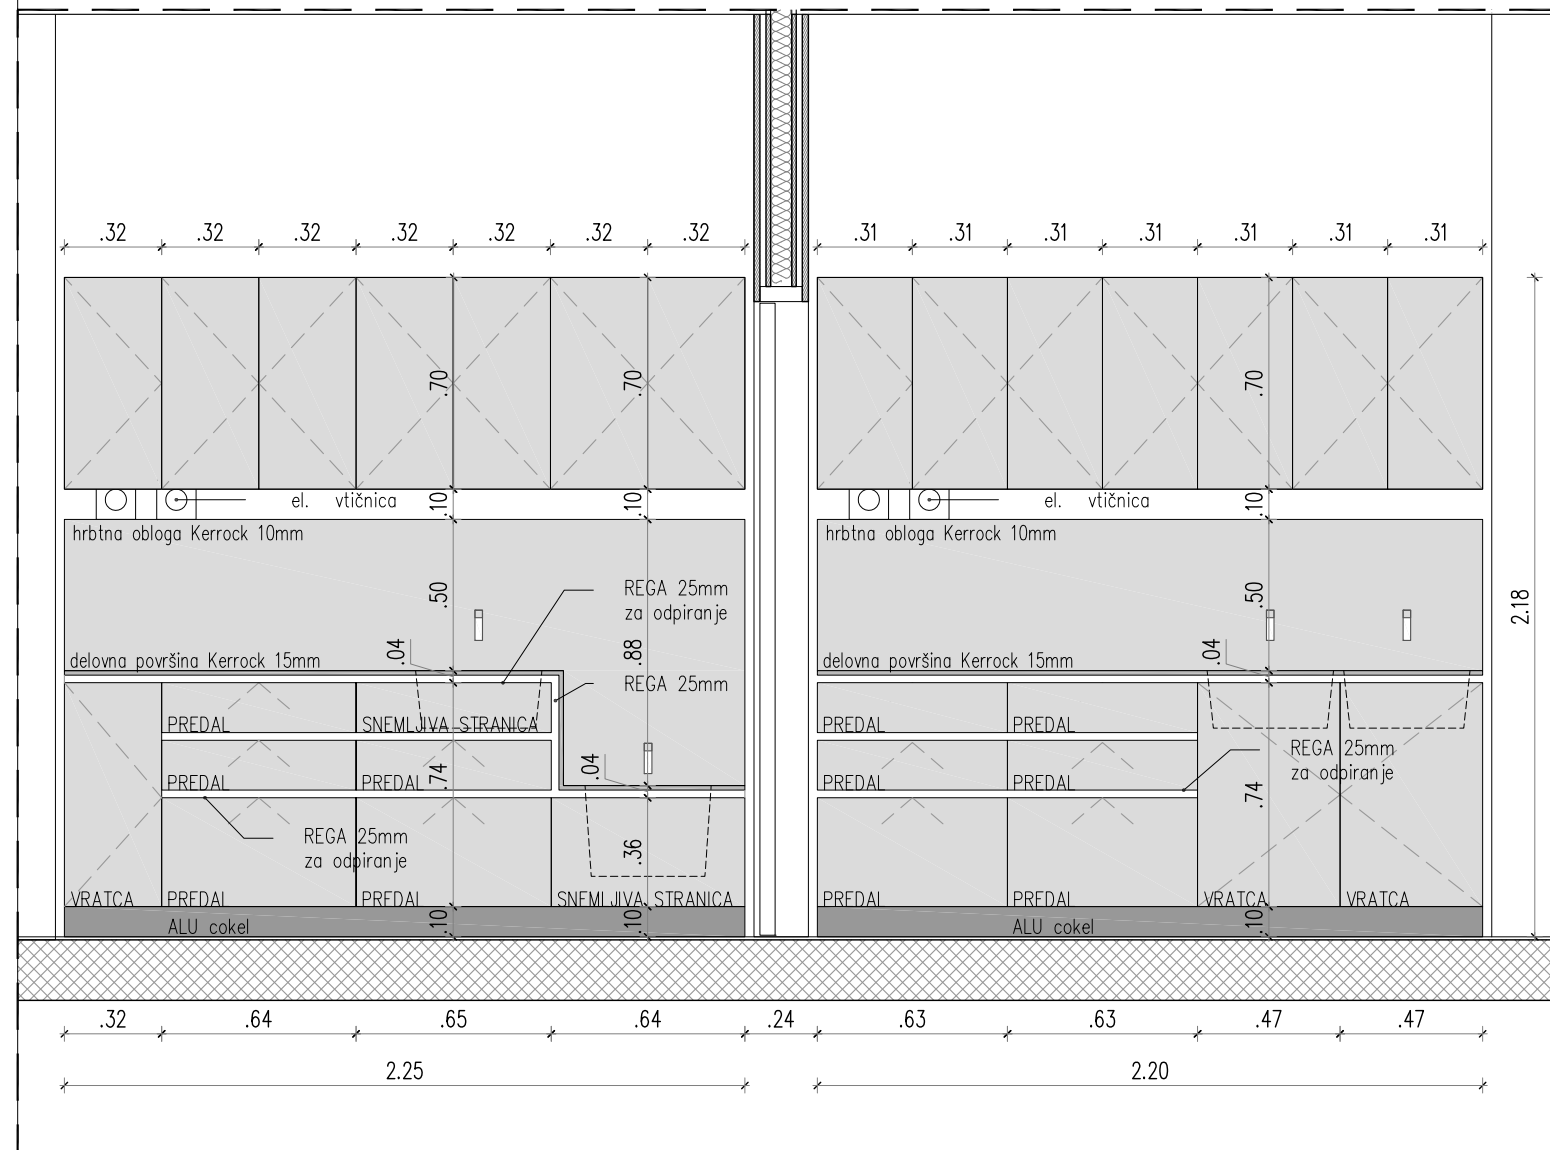 .32 .32 .32 .32 .32 .32 .32
.31 .31 .31 .31 .31 .31 .31
.70
.70
.70
el. vtičnica
.10
.10
el. vtičnica
.10
hrbtna obloga Kerrock 10mm
hrbtna obloga Kerrock 10mm
.50
REGA 25mm
za odpiranje
.50
2.18
.04
.88
.04
delovna površina Kerrock 15mm
delovna površina Kerrock 15mm
REGA 25mm
PREDAL
SNEMLJIVA STRANICA
PREDAL
PREDAL
PREDAL
PREDAL
.74
.04
PREDAL
PREDAL
.74
REGA 25mm
za odpiranje
REGA 25mm
za odpiranje
.36
VRATCA
PREDAL
PREDAL
SNEMLJIVA STRANICA
PREDAL
PREDAL
VRATCA
VRATCA
ALU cokel
.10
.10
ALU cokel
.10
.32 .64 .65 .64 .24 .63 .63 .47 .47
2.25
2.20